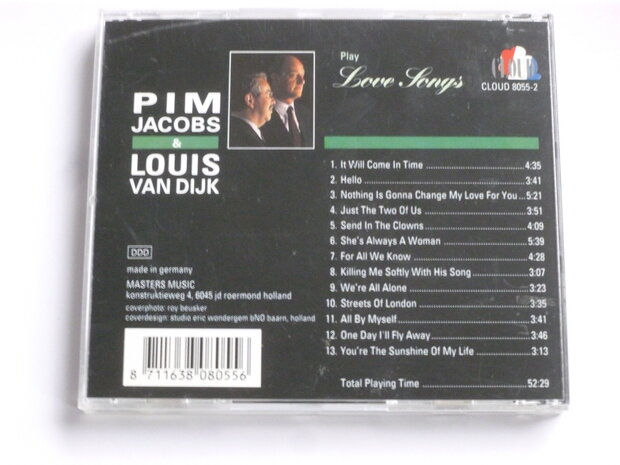 PIM
JACOBS
&
LOUIS
VAN DIJK
Play
Love Songs
CLOUD 8055-2
1. It Will Come In Time 4:35
2. Hello 3:41
3. Nothing Is Gonna Change My Love For You ... 5:21
4. Just The Two Of Us 3:51
5. Send In The Clowns 4:09
6. She's Always A Woman 5:39
7. For All We Know 4:28
8. Killing Me Softly With His Song 3:07
9. We're All Alone 3:23
10. Streets Of London 3:35
11. All By Myself 3:41
12. One Day I'll Fly Away 3:46
13. You're The Sunshine Of My Life 3:13
Total Playing Time 52:29
DDD
made in germany
MASTERS MUSIC
konstruktieweg 4, 6045 jd roermond holland
coverphoto: roy beusker
coverdesign: studio eric wondergem bNO baarn, holland
8 711638 080556